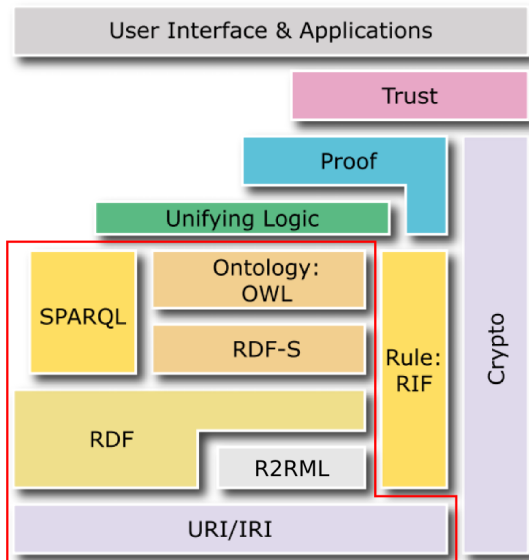 User Interface & Applications
Trust
Proof
Unifying Logic
Ontology:
OWL
SPARQL
RDF-S
Rule:
RIF
Crypto
RDF
R2RML
URI/IRI